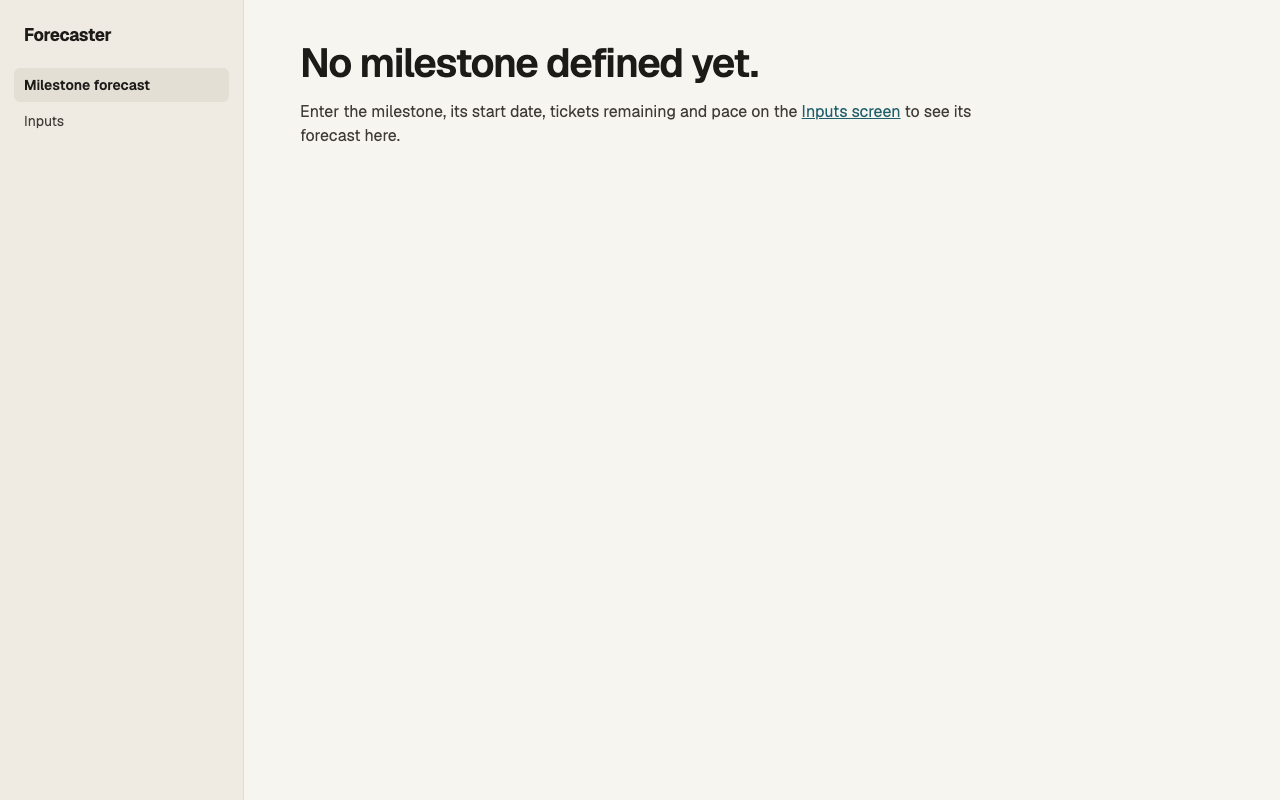 Forecaster
Milestone forecast
Inputs
No milestone defined yet.
Enter the milestone, its start date, tickets remaining and pace on the Inputs screen to see its
forecast here.